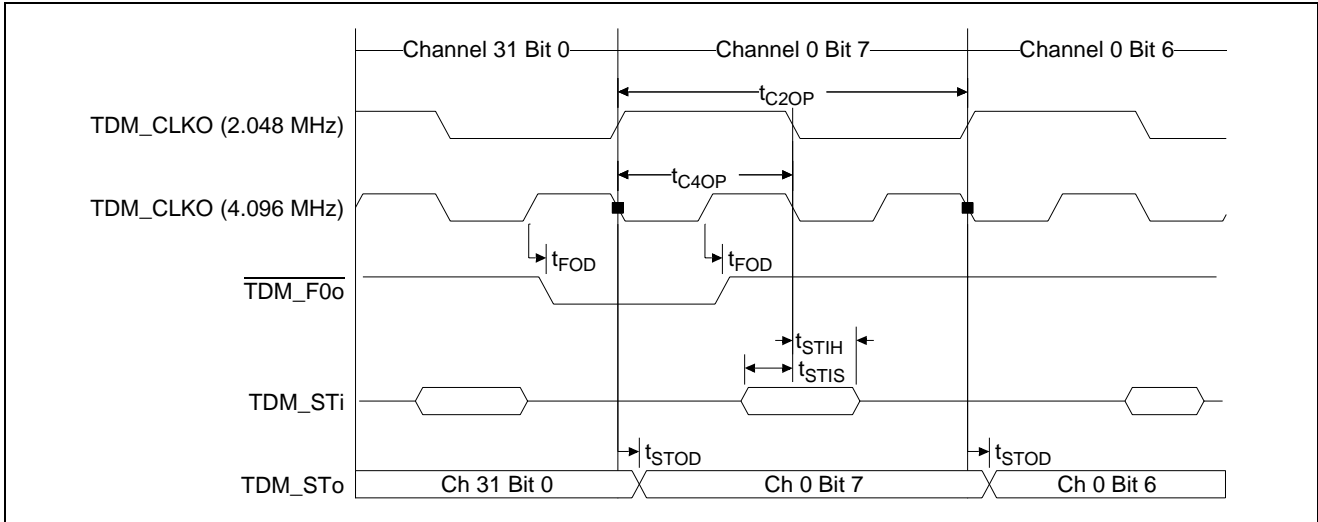 Channel 31 Bit 0 Channel 0 Bit 7 Channel 0 Bit 6
tC2OP
TDM_CLKO (2.048 MHz)
tC4OP
TDM_CLKO (4.096 MHz)
tFOD tFOD
TDM_F0o
tSTIH
tSTIS
TDM_STi
tSTOD tSTOD
TDM_STo Ch 31 Bit 0 Ch 0 Bit 7 Ch 0 Bit 6